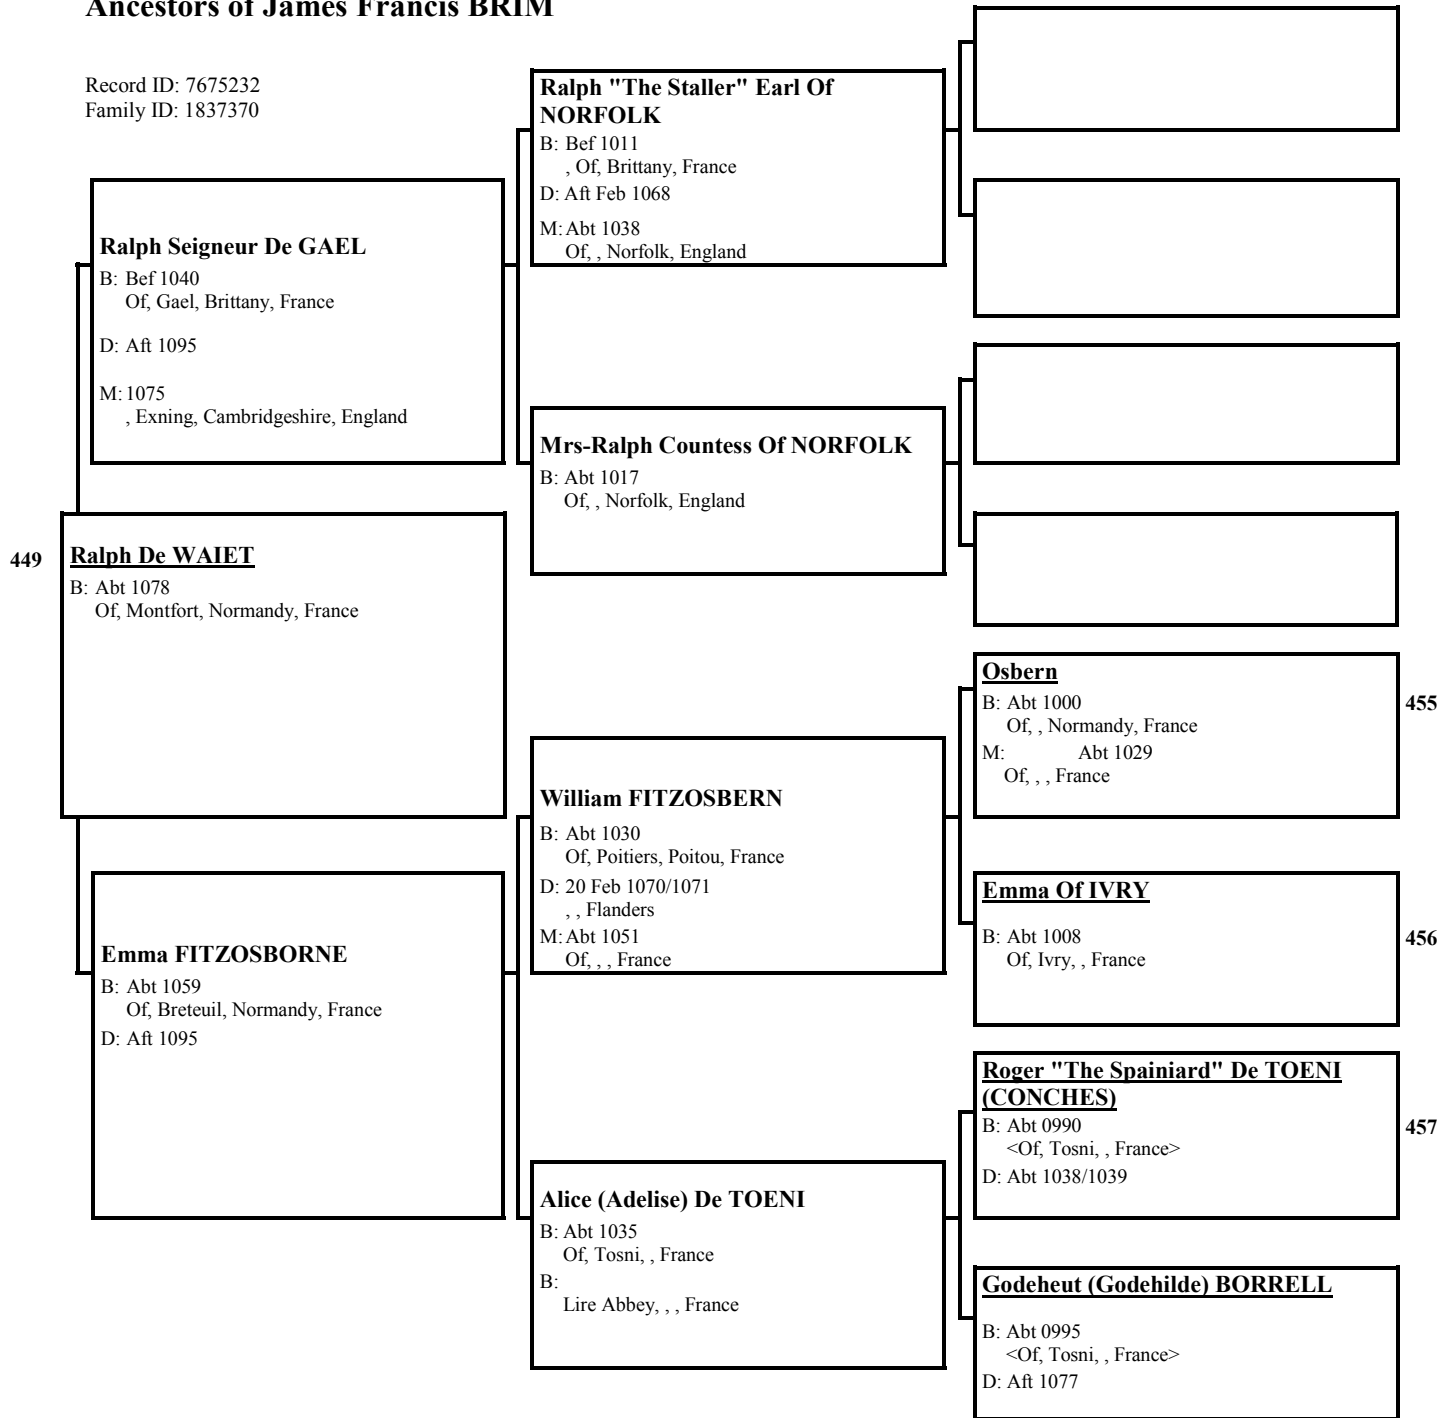 Ancestors of James Francis BRIM
Record ID: 7675232
Family ID: 1837370
Ralph "The Staller" Earl Of
NORFOLK
B: Bef 1011
, Of, Brittany, France
D: Aft Feb 1068
M: Abt 1038
Of, , Norfolk, England
Ralph Seigneur De GAEL
B: Bef 1040
Of, Gael, Brittany, France
D: Aft 1095
M: 1075
, Exning, Cambridgeshire, England
Mrs-Ralph Countess Of NORFOLK
B: Abt 1017
Of, , Norfolk, England
449
Ralph De WAIET
B: Abt 1078
Of, Montfort, Normandy, France
Osbern
B: Abt 1000
Of, , Normandy, France
M: Abt 1029
Of, , , France
455
William FITZOSBERN
B: Abt 1030
Of, Poitiers, Poitou, France
D: 20 Feb 1070/1071
, , Flanders
M: Abt 1051
Of, , , France
Emma Of IVRY
B: Abt 1008
Of, Ivry, , France
456
Emma FITZOSBORNE
B: Abt 1059
Of, Breteuil, Normandy, France
D: Aft 1095
Roger "The Spainiard" De TOENI
(CONCHES)
B: Abt 0990
<Of, Tosni, , France>
D: Abt 1038/1039
457
Alice (Adelise) De TOENI
B: Abt 1035
Of, Tosni, , France
B:
Lire Abbey, , , France
Godeheut (Godehilde) BORRELL
B: Abt 0995
<Of, Tosni, , France>
D: Aft 1077